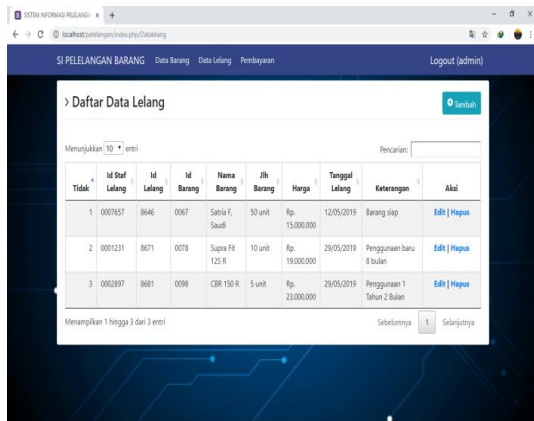 SISTEM INFORMASI PELELANGA
localhost/pelelangan/index.php/Datalelang
SI PELELANGAN BARANG Data Barang Data Lelang Pembayaran Logout (admin)
› Daftar Data Lelang
Tambah
Menunjukkan 10 entri Pencarian:
Tidak Id Staf Lelang Id Lelang Id Barang Nama Barang Jlh Barang Harga Tanggal Lelang Keterangan Aksi
1 0007657 8646 0067 Satria F, Saudi 50 unit Rp. 15.000.000 12/05/2019 Barang siap Edit | Hapus
2 0001231 8671 0078 Supra Fit 125 R 10 unit Rp. 19.000.000 29/05/2019 Penggunaan baru 8 bulan Edit | Hapus
3 0002897 8681 0098 CBR 150 R 5 unit Rp. 23.000.000 29/05/2019 Penggunaan 1 Tahun 2 Bulan Edit | Hapus
Menampilkan 1 hingga 3 dari 3 entri Sebelumnya 1 Selanjutnya